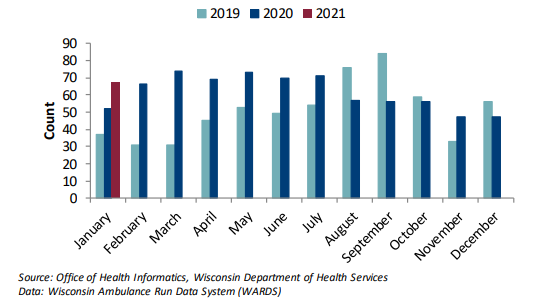 2019 2020 2021
90
80
70
60
50
40
30
20
10
0
Count
January
February
March
April
May
June
July
August
September
October
November
December
Source: Office of Health Informatics, Wisconsin Department of Health Services
Data: Wisconsin Ambulance Run Data System (WARDS)